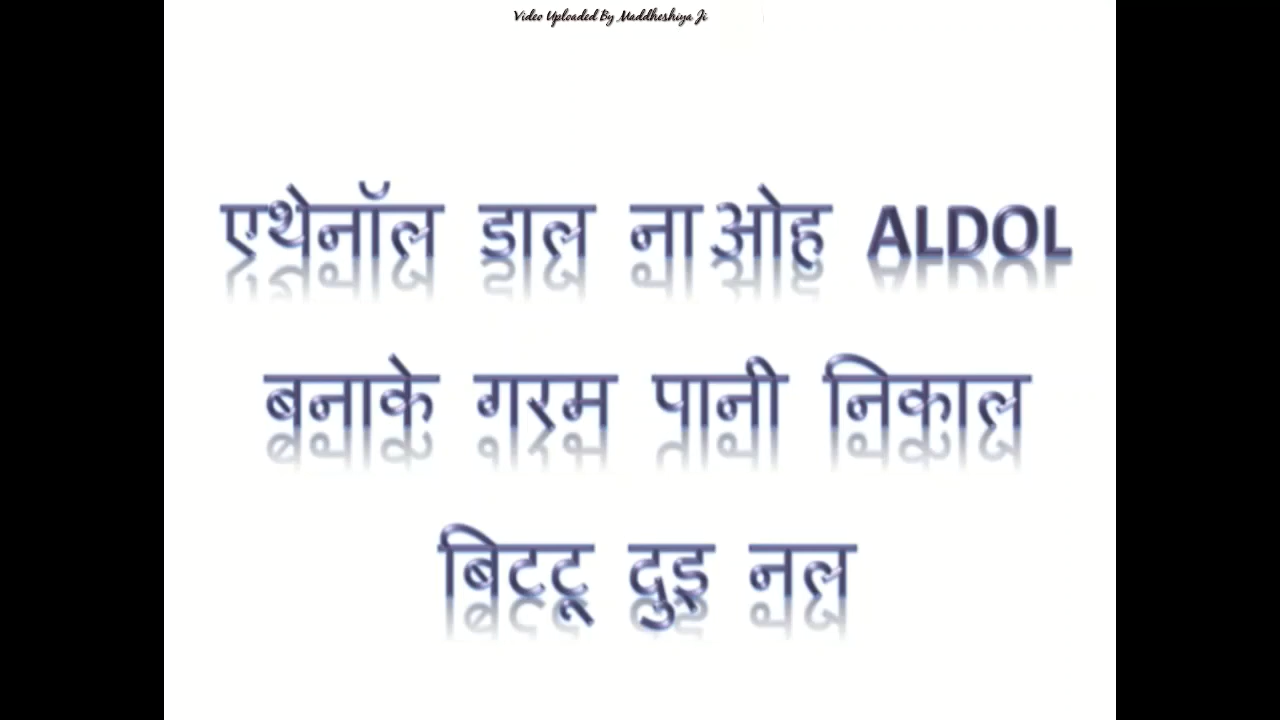 Video Uploaded By Maddheshiya Ji
एथेनॉल डाल नाओह ALDOL
बनाके गरम पानी निकाल
बिटटू दुइ नल